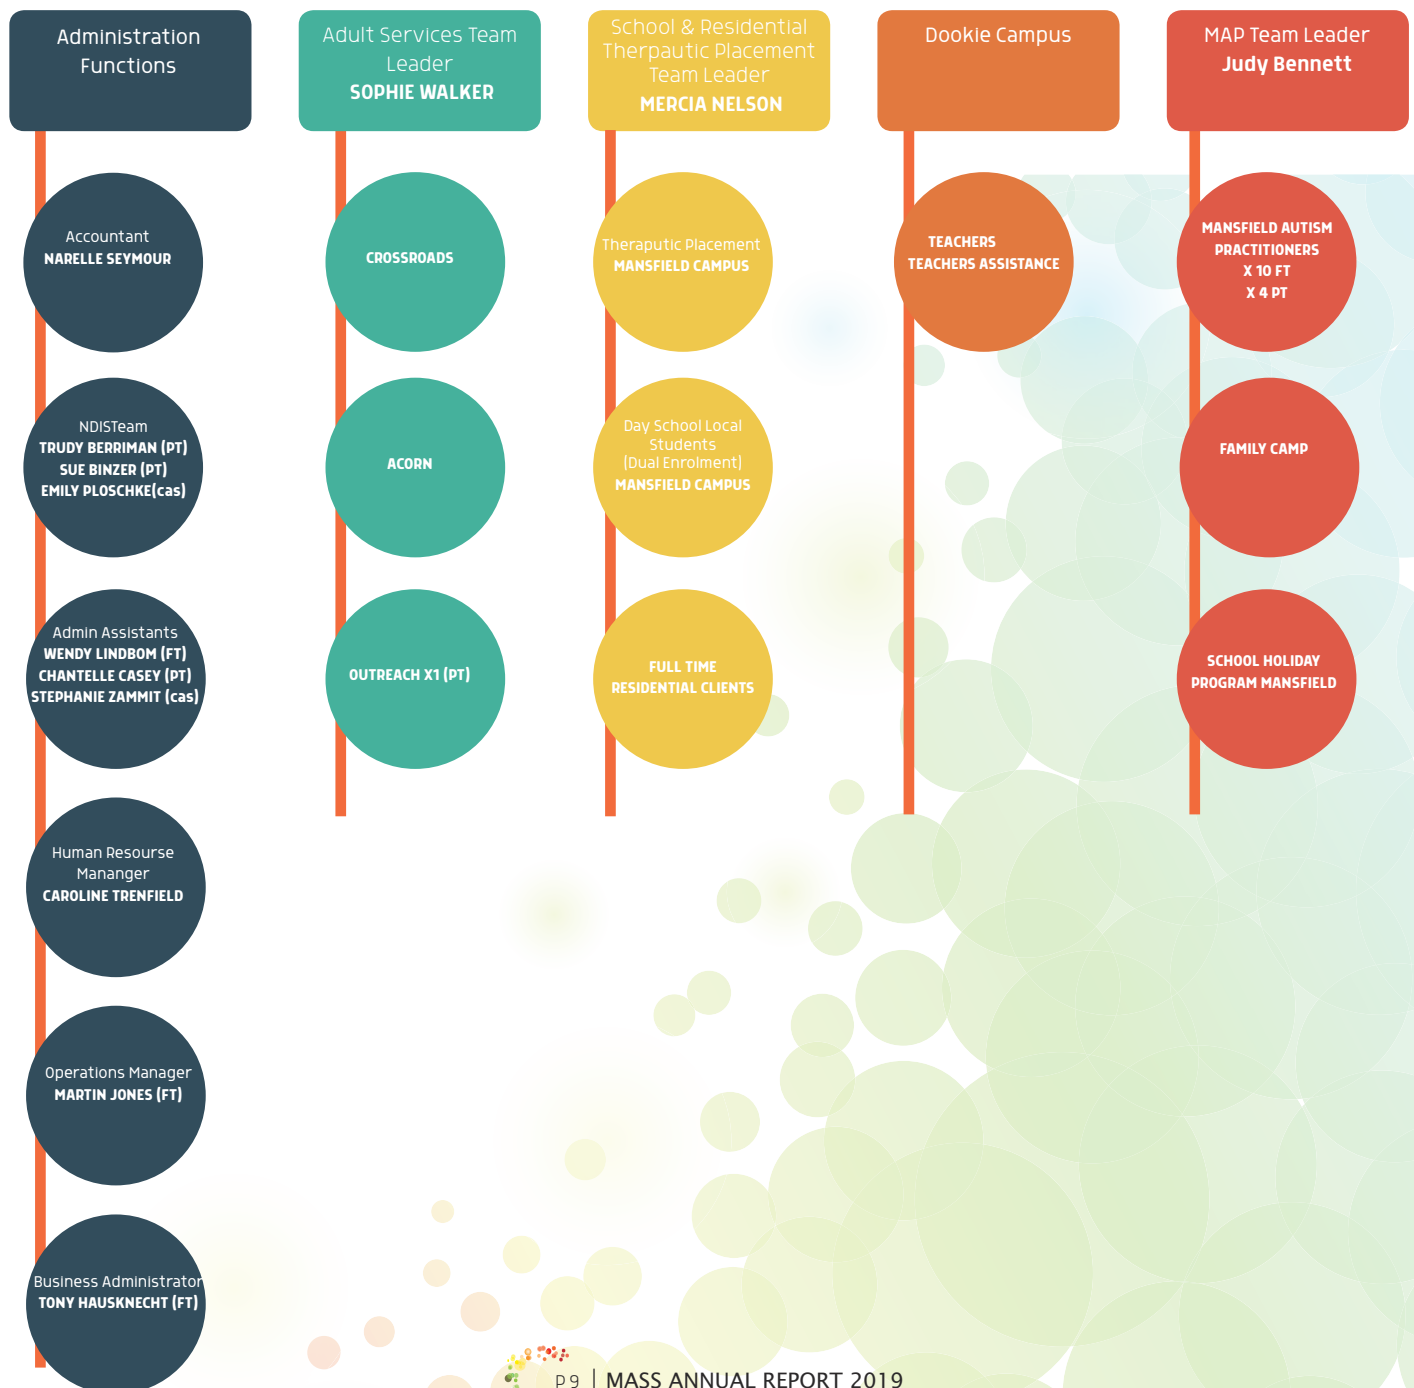 Administration
Functions
Accountant
NARELLE SEYMOUR
NDISTeam
TRUDY BERRIMAN (PT)
SUE BINZER (PT)
EMILY PLOSCHKE(cas)
Admin Assistants
WENDY LINDBOM (FT)
CHANTELLE CASEY (PT)
STEPHANIE ZAMMIT (cas)
Human Resourse
Mananger
CAROLINE TRENFIELD
Operations Manager
MARTIN JONES (FT)
Business Administrator
TONY HAUSKNECHT (FT)
Adult Services Team
Leader
SOPHIE WALKER
CROSSROADS
ACORN
OUTREACH X1 (PT)
School & Residential
Therpautic Placement
Team Leader
MERCIA NELSON
Theraputic Placement
MANSFIELD CAMPUS
Day School Local
Students
(Dual Enrolment)
MANSFIELD CAMPUS
FULL TIME
RESIDENTIAL CLIENTS
Dookie Campus
TEACHERS
TEACHERS ASSISTANCE
MAP Team Leader
Judy Bennett
MANSFIELD AUTISM
PRACTITIONERS
X 10 FT
X 4 PT
FAMILY CAMP
SCHOOL HOLIDAY
PROGRAM MANSFIELD
P 9 | MASS ANNUAL REPORT 2019